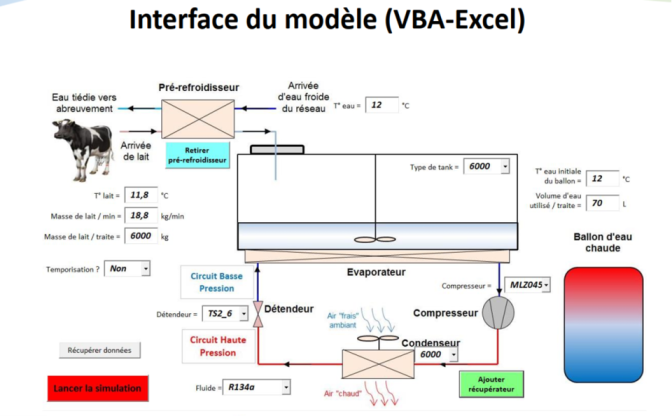 Interface du modèle (VBA-Excel)
Pré-refroidisseur
Eau tiédie vers
abreuvement
Arrivée
d'eau froide
du réseau
T° eau = 12 °C
Arrivée
de lait
Retirer
pré-refroidisseur
Type de tank = 6000
T° eau initiale
du ballon = 12 °C
Volume d'eau
utilisé / traite = 70 L
T° lait = 11,8 °C
Masse de lait / min = 18,8 kg/min
Masse de lait / traite = 6000 kg
Temporisation ? Non
Ballon d'eau
chaude
Evaporateur
Circuit Basse
Pression
Compresseur = MLZ045
Détendeur = TS2_6
Détendeur
Air "frais"
ambiant
Compresseur
Circuit Haute
Pression
Condenseur
6000
Récupérer données
Lancer la simulation
Fluide = R134a
Air "chaud"
Ajouter
récupérateur